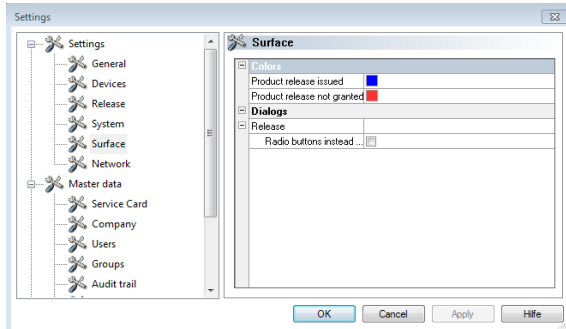 Settings
Settings
General
Devices
Release
System
Surface
Network
Master data
Service Card
Company
Users
Groups
Audit trail
Surface
Colors
Product release issued
Product release not granted
Dialogs
Release
Radio buttons instead ...
OK
Cancel
Apply
Hilfe